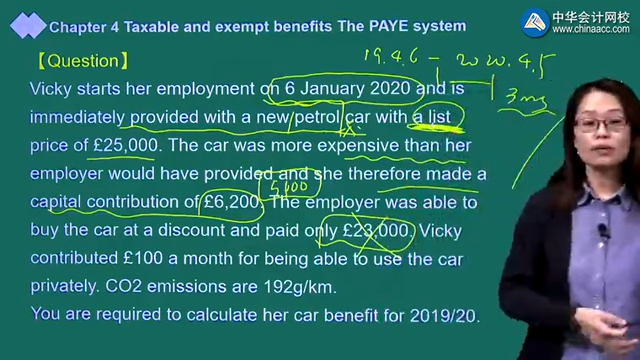 Chapter 4 Taxable and exempt benefits The PAYE system
中华会计网校
www.chinaacc.com
【Question】
19.4.6 - 2020.4.5
Vicky starts her employment on 6 January 2020 and is
3
immediately provided with a new petrol car with a list
price of £25,000. The car was more expensive than her
employer would have provided and she therefore made a
5,000
capital contribution of £6,200. The employer was able to
buy the car at a discount and paid only £23,000. Vicky
contributed £100 a month for being able to use the car
privately. CO2 emissions are 192g/km.
You are required to calculate her car benefit for 2019/20.